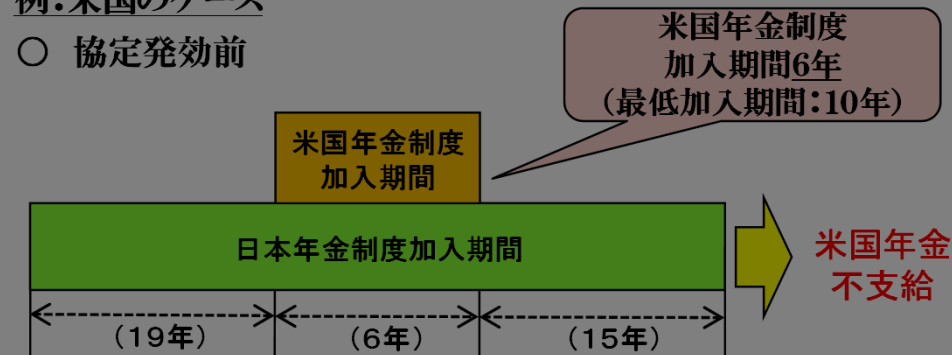 例：米国のケース
○ 協定発効前
米国年金制度
加入期間6年
（最低加入期間：10年）
米国年金制度
加入期間
日本年金制度加入期間
米国年金
不支給
（19年）
（6年）
（15年）